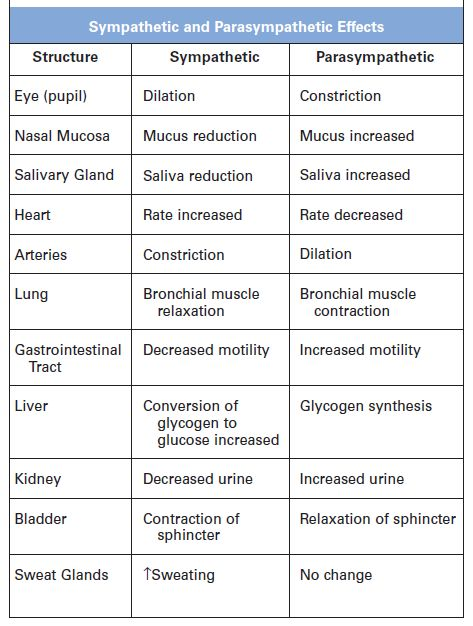 Sympathetic and Parasympathetic Effects
Structure Sympathetic Parasympathetic
Eye (pupil) Dilation Constriction
Nasal Mucosa Mucus reduction Mucus increased
Salivary Gland Saliva reduction Saliva increased
Heart Rate increased Rate decreased
Arteries Constriction Dilation
Lung Bronchial muscle Bronchial muscle
relaxation contraction
Gastrointestinal Decreased motility Increased motility
Tract
Liver Conversion of Glycogen synthesis
glycogen to
glucose increased
Kidney Decreased urine Increased urine
Bladder Contraction of Relaxation of sphincter
sphincter
Sweat Glands ↑Sweating No change